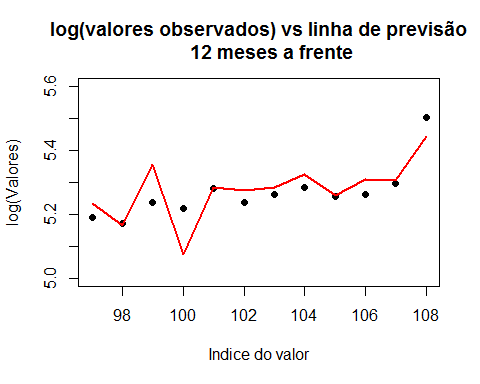 log(valores observados) vs linha de previsão
12 meses a frente
log(Valores)
5.6
5.4
5.2
5.0
98 100 102 104 106 108
Indice do valor